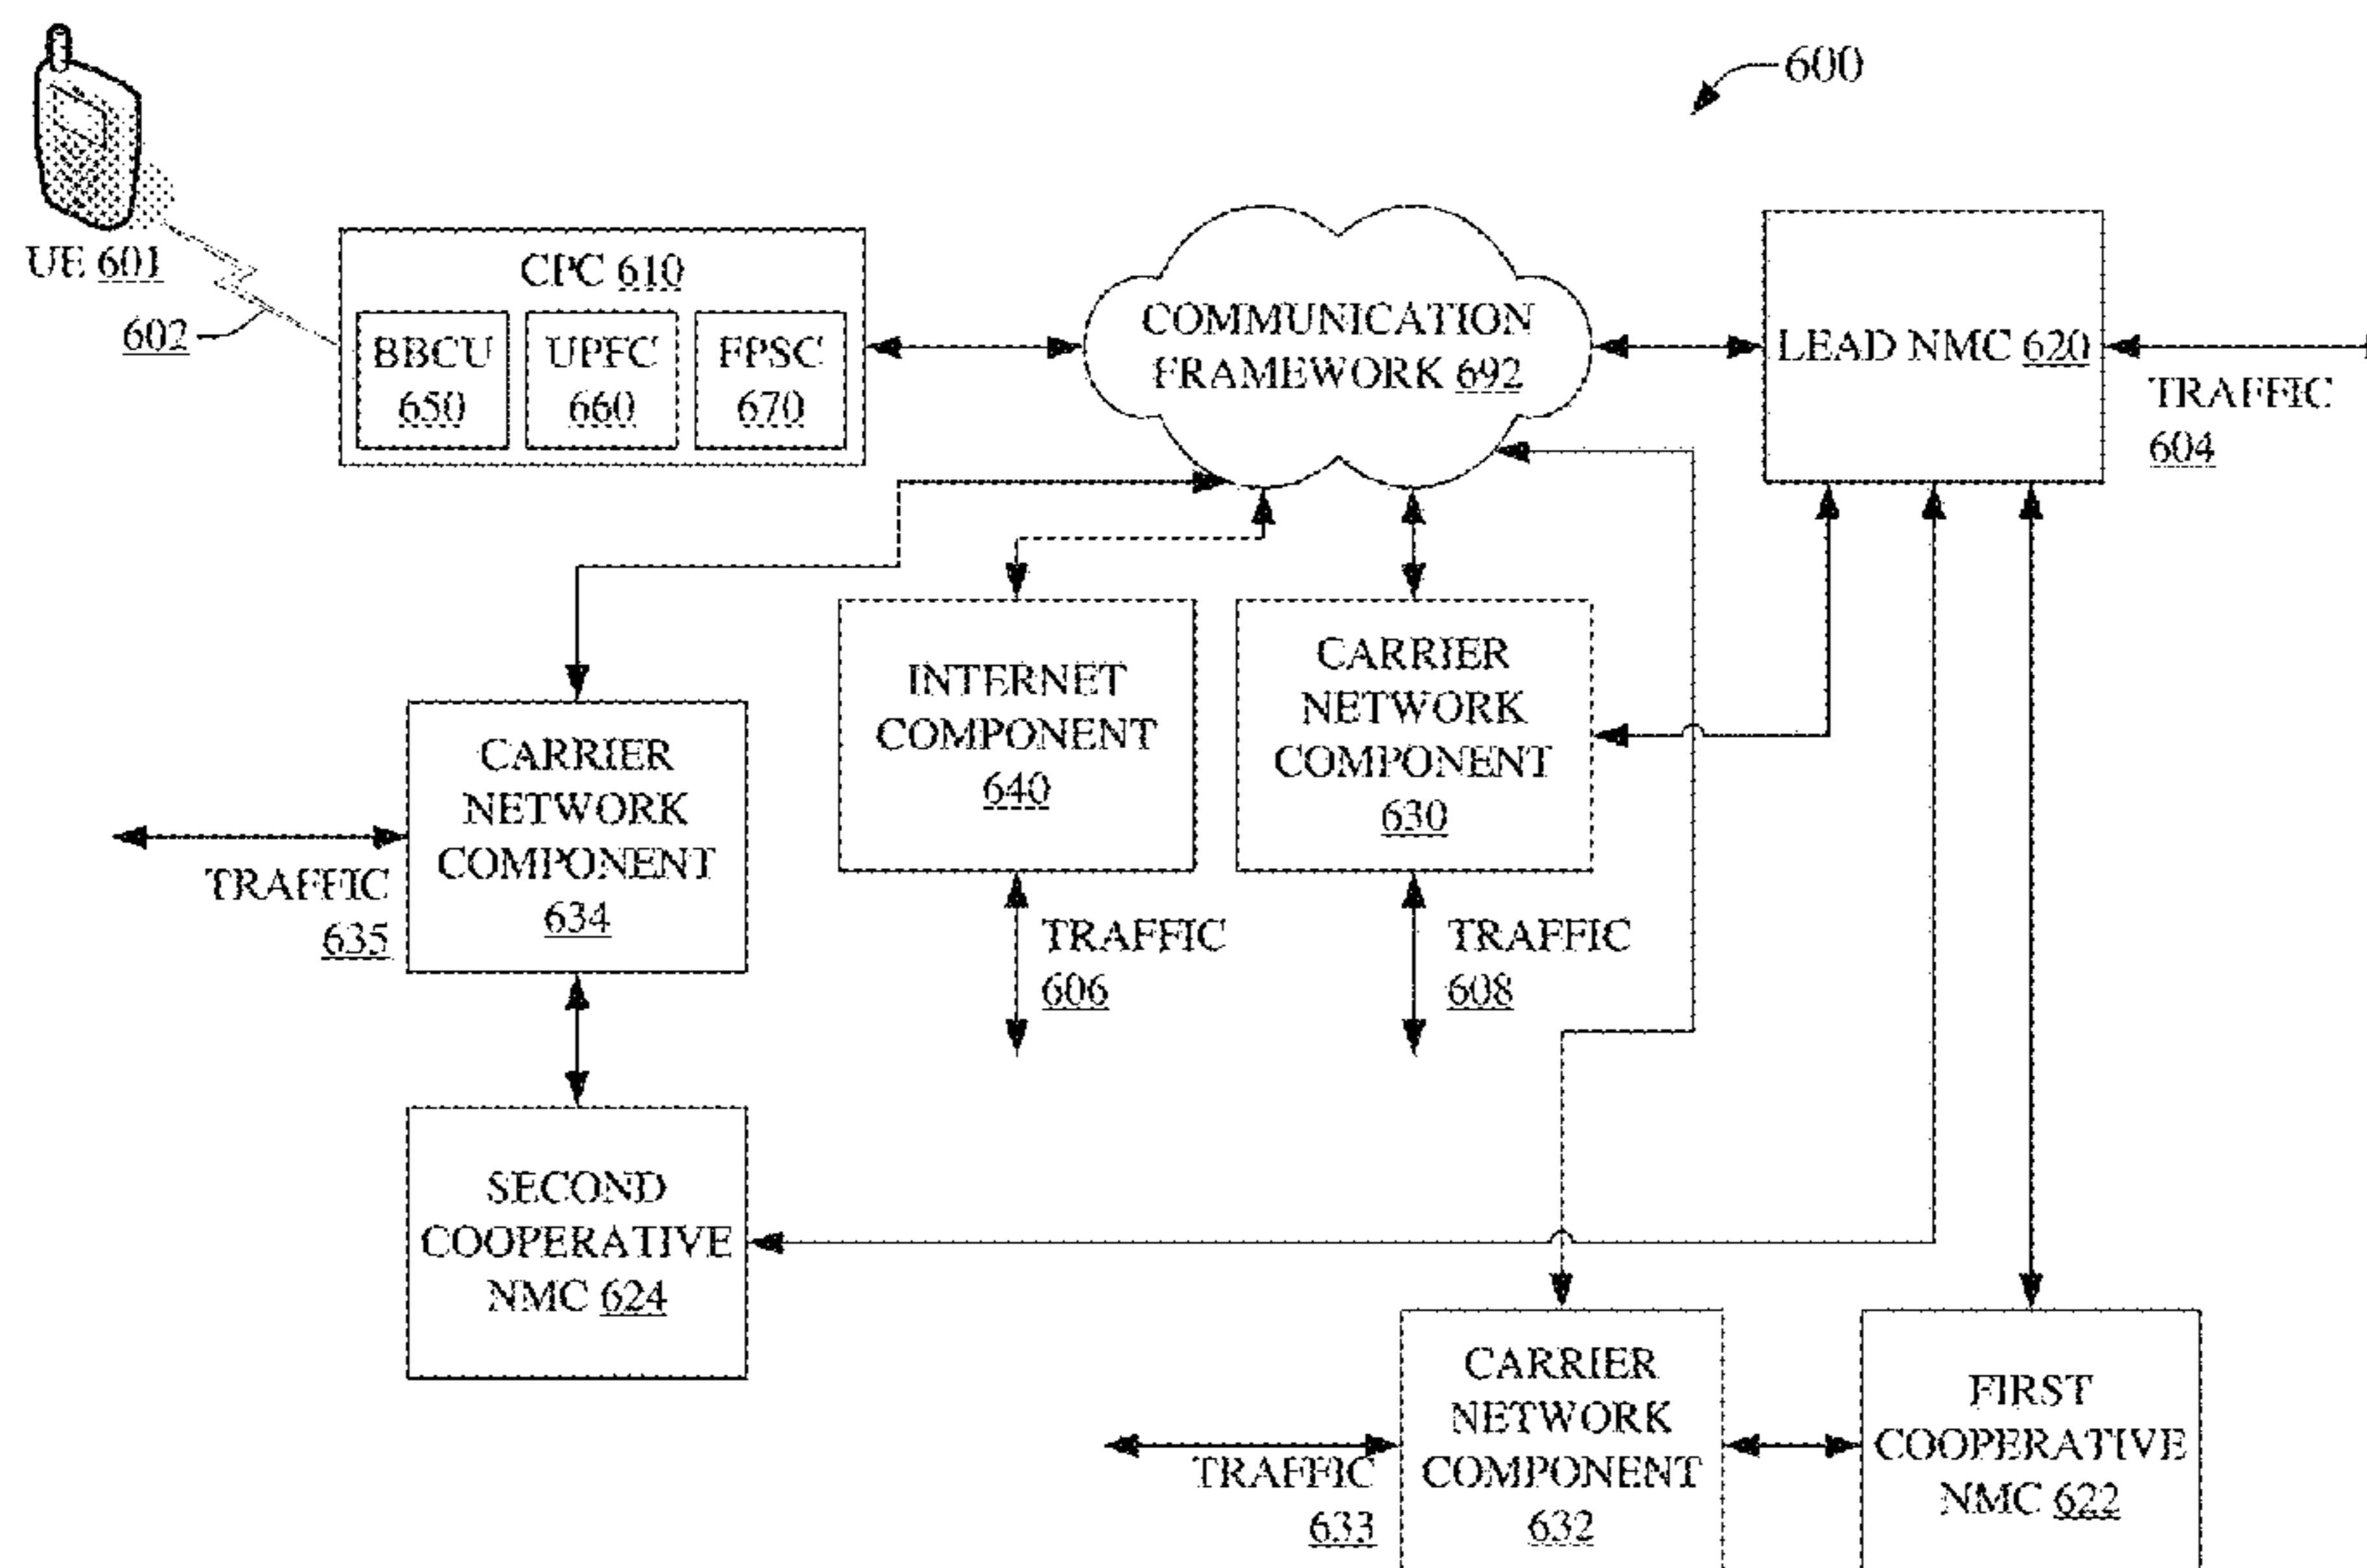 600
UE 601
602
CPC 610
BBCU
650
UPFC
660
FPSC
670
COMMUNICATION
FRAMEWORK 692
LEAD NMC 620
TRAFFIC
604
CARRIER
NETWORK
COMPONENT
634
TRAFFIC
635
INTERNET
COMPONENT
640
TRAFFIC
606
CARRIER
NETWORK
COMPONENT
630
TRAFFIC
608
SECOND
COOPERATIVE
NMC 624
TRAFFIC
633
CARRIER
NETWORK
COMPONENT
632
FIRST
COOPERATIVE
NMC 622